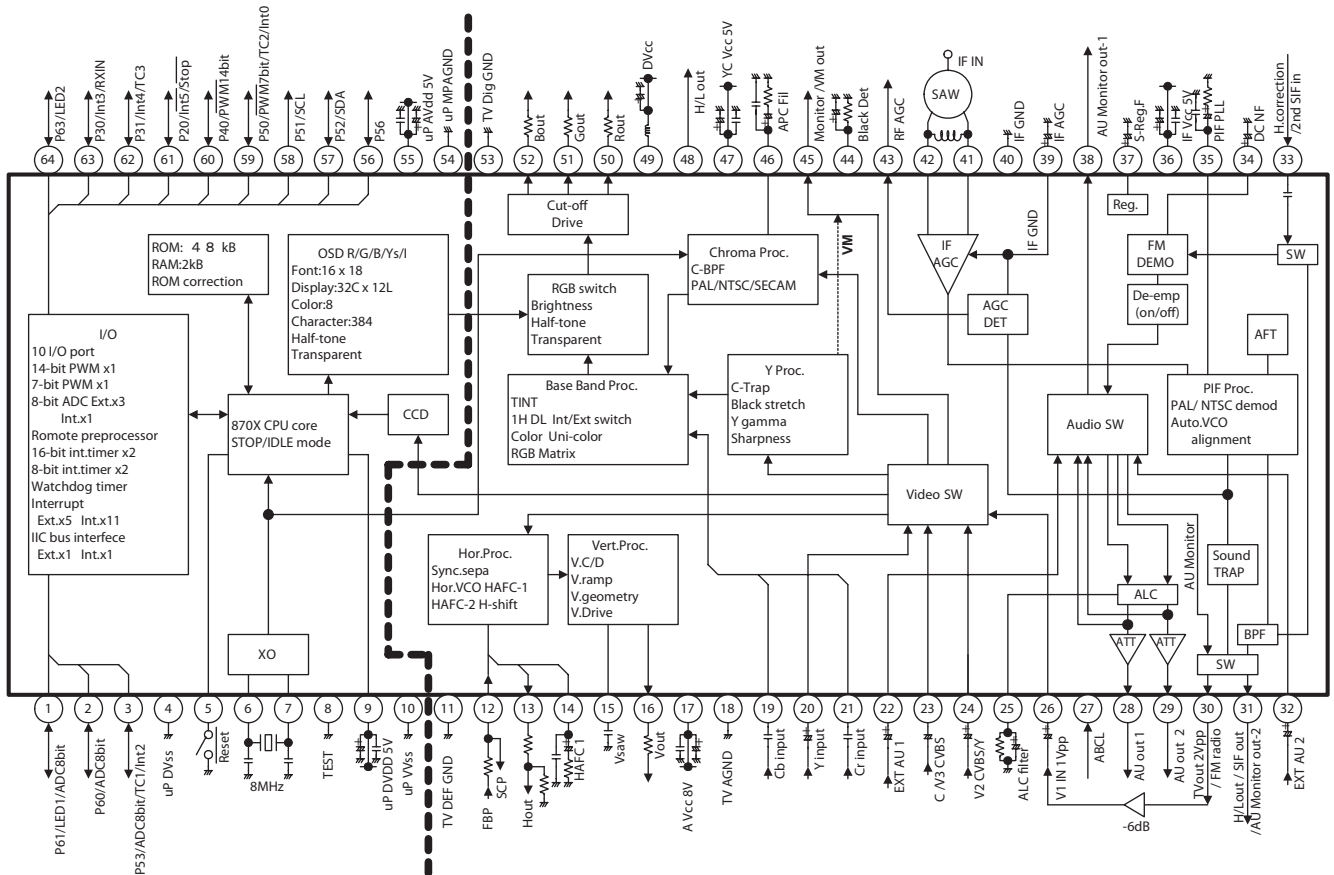 P63/LED2
P30/Int3/RXIN
P31/Int4/TC3
P20/Int5/Stop
P40/PWM14bit
P50/PWM7bit/TC2/Int0
P51/SCL
P52/SDA
P56
uP AVdd 5V
uP MPAGND
TV Dig GND
Bout
Gout
Rout
DVcc
H/L out
YC Vcc 5V
APC Fil
Monitor /VM out
Black Det
RF AGC
IF IN
SAW
IF GND
IF AGC
AU Monitor out-1
S-Reg.F
IF Vcc 5V
PIF PLL
DC NF
H.correction
/2nd SIF in
64
63
62
61
60
59
58
57
56
55
54
53
52
51
50
49
48
47
46
45
44
43
42
41
40
39
38
37
36
35
34
33
ROM: 4 8 kB
RAM:2kB
ROM correction
OSD R/G/B/Ys/I
Font:16 x 18
Display:32C x 12L
Color:8
Character:384
Half-tone
Transparent
Cut-off
Drive
RGB switch
Brightness
Half-tone
Transparent
Chroma Proc.
C-BPF
PAL/NTSC/SECAM
VM
IF
AGC
IF GND
AGC
DET
Reg.
FM
DEMO
SW
De-emp
(on/off)
AFT
I/O
10 I/O port
14-bit PWM x1
7-bit PWM x1
8-bit ADC Ext.x3
Int.x1
Romote preprocessor
16-bit int.timer x2
8-bit int.timer x2
Watchdog timer
Interrupt
Ext.x5 Int.x11
IIC bus interfece
Ext.x1 Int.x1
870X CPU core
STOP/IDLE mode
CCD
Base Band Proc.
TINT
1H DL Int/Ext switch
Color Uni-color
RGB Matrix
Y Proc.
C-Trap
Black stretch
Y gamma
Sharpness
Video SW
Audio SW
PIF Proc.
PAL/ NTSC demod
Auto.VCO
alignment
Hor.Proc.
Sync.sepa
Hor.VCO HAFC-1
HAFC-2 H-shift
Vert.Proc.
V.C/D
V.ramp
V.geometry
V.Drive
AU Monitor
Sound
TRAP
ALC
ATT
ATT
BPF
SW
XO
1
2
3
4
5
6
7
8
9
10
11
12
13
14
15
16
17
18
19
20
21
22
23
24
25
26
27
28
29
30
31
32
P61/LED1/ADC8bit
P60/ADC8bit
P53/ADC8bit/TC1/Int2
uP DVss
Reset
8MHz
TEST
uP DVDD 5V
uP VVss
TV DEF GND
FBP
SCP
Hout
HAFC 1
Vsaw
Vout
A Vcc 8V
TV AGND
Cb input
Y input
Cr input
EXT AU 1
C /V3 CVBS
V2 CVBS/Y
ALC filter
V1 IN 1 Vpp
ABCL
-6dB
AU out 1
AU out 2
TVout 2Vpp
/ FM radio
H/Lout / SIF out
/AU Monitor out-2
EXT AU 2